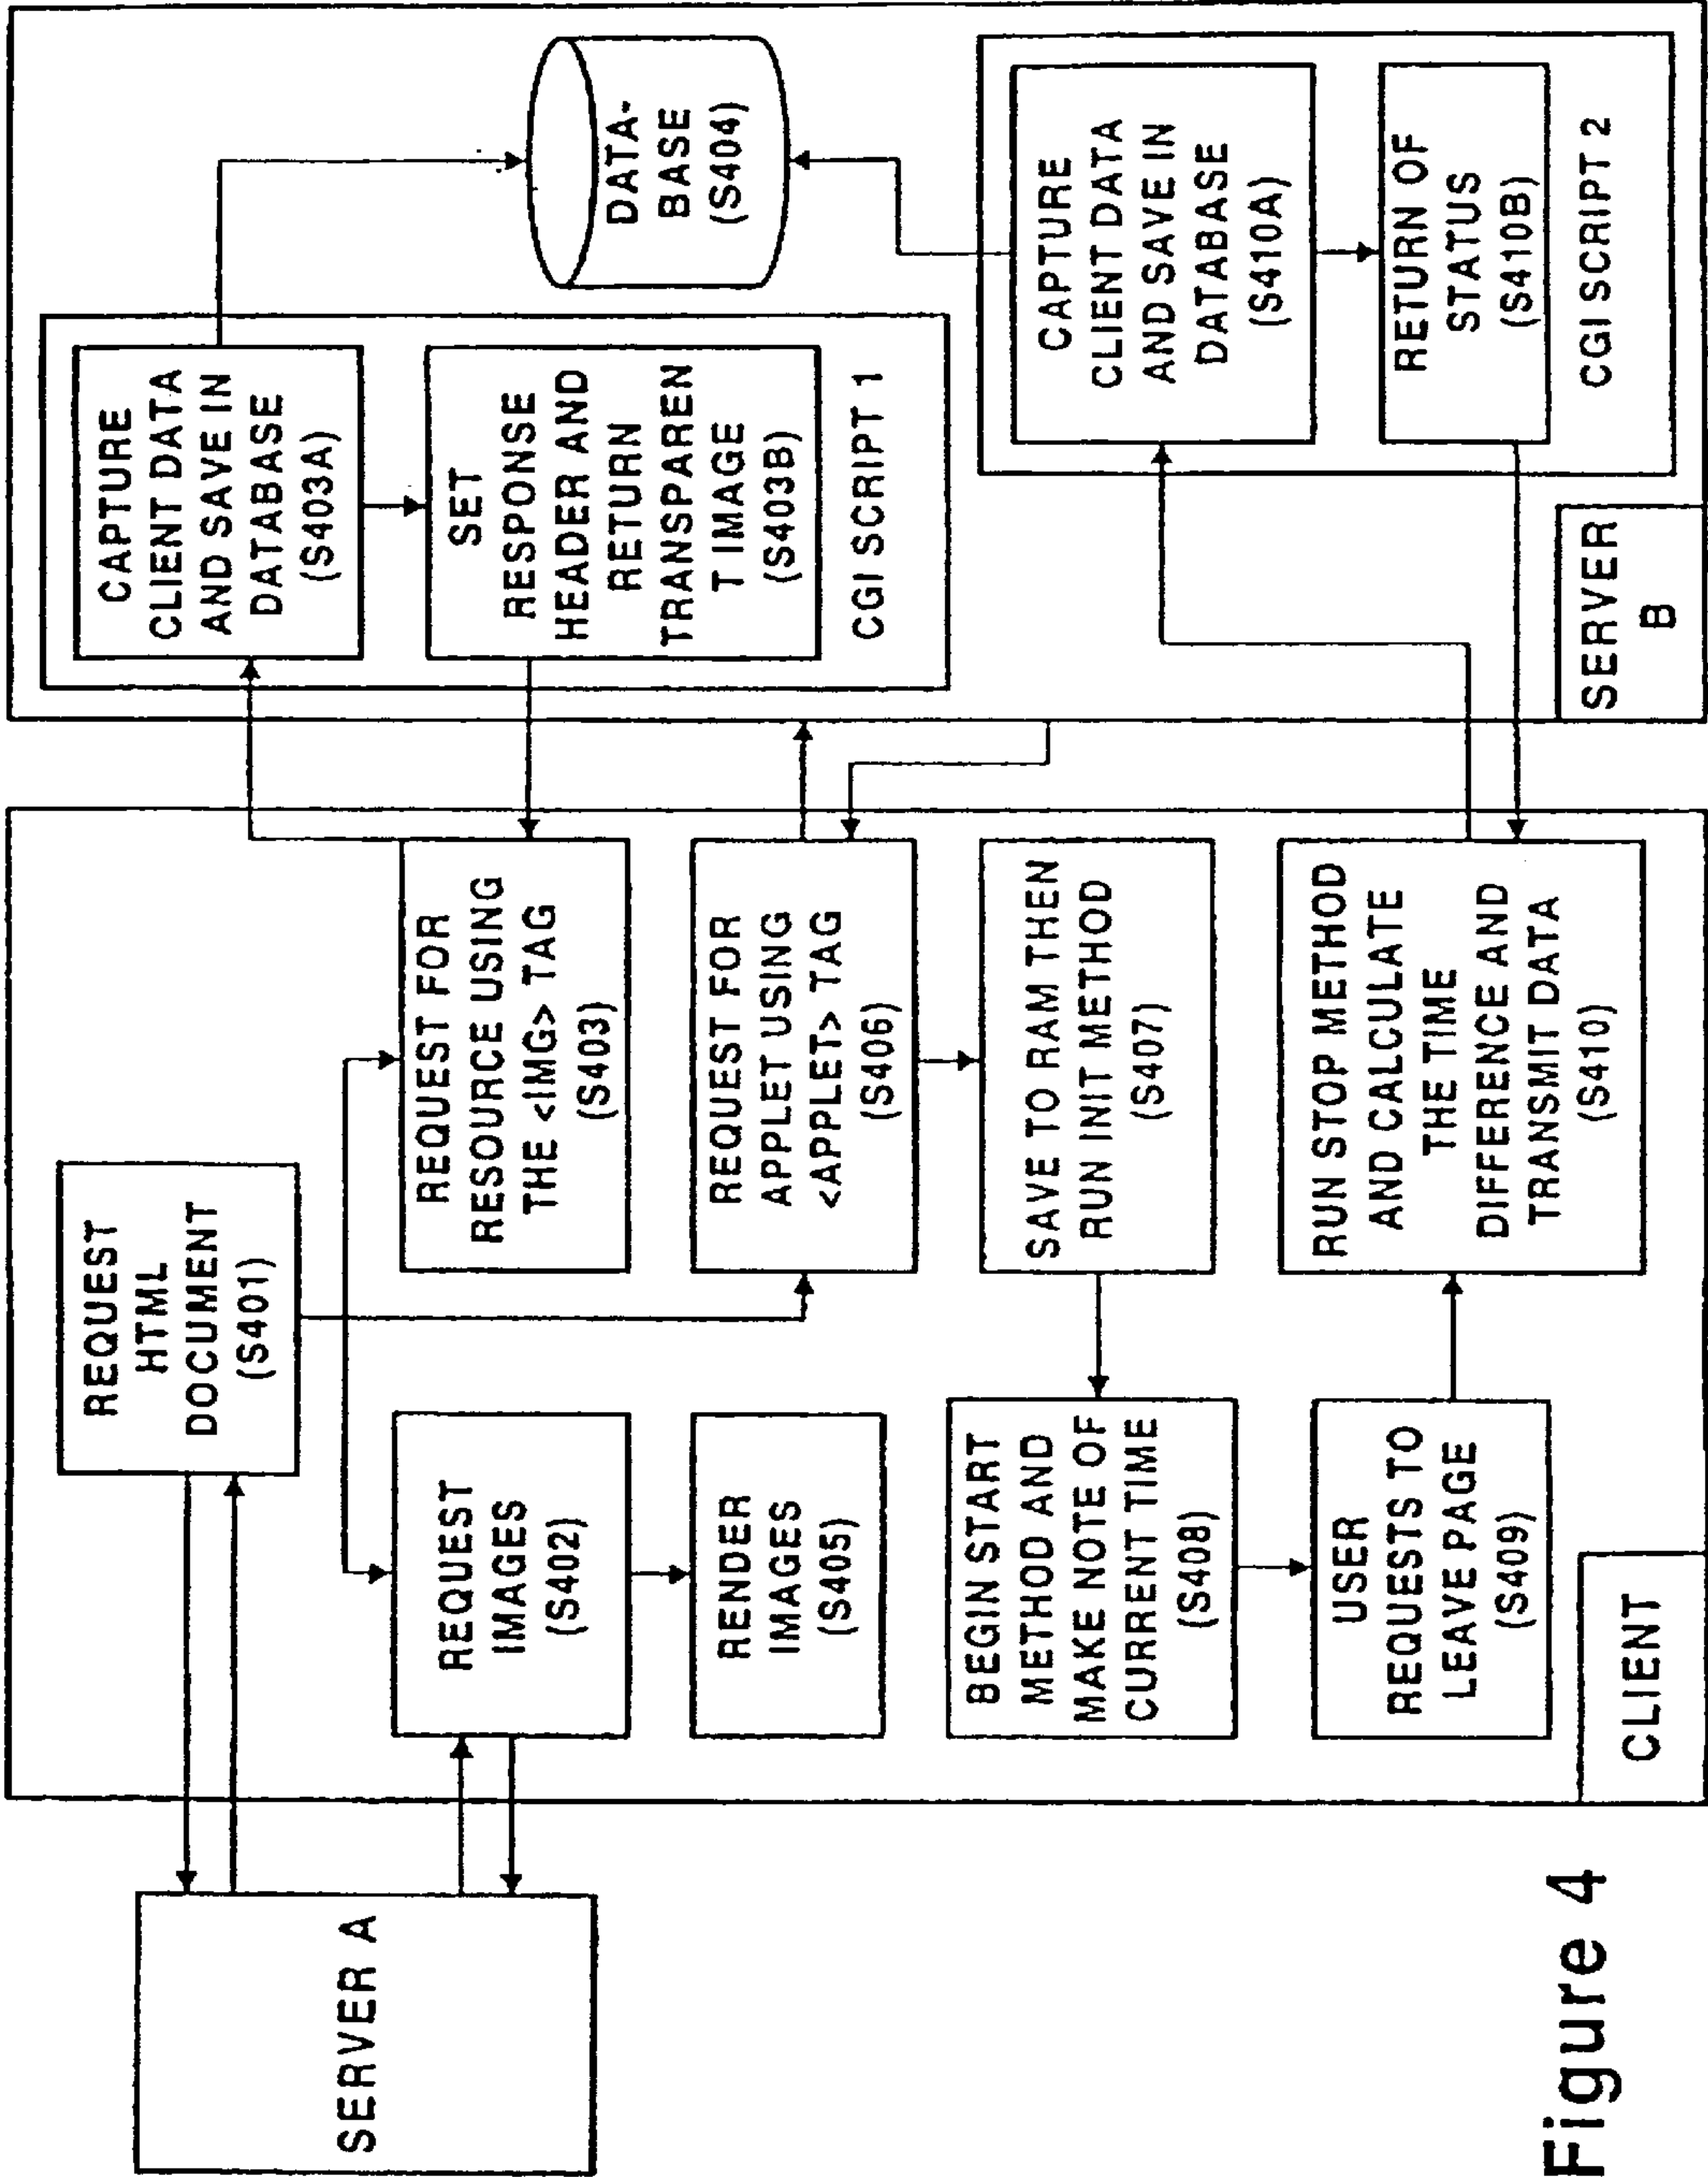 SERVER A
REQUEST
HTML
DOCUMENT
(S401)
REQUEST
IMAGES
(S402)
RENDER
IMAGES
(S405)
REQUEST FOR
RESOURCE USING
THE <IMG> TAG
(S403)
REQUEST FOR
APPLET USING
<APPLET> TAG
(S406)
SAVE TO RAM THEN
RUN INIT METHOD
(S407)
BEGIN START
METHOD AND
MAKE NOTE OF
CURRENT TIME
(S408)
USER
REQUESTS TO
LEAVE PAGE
(S409)
RUN STOP METHOD
AND CALCULATE
THE TIME
DIFFERENCE AND
TRANSMIT DATA
(S410)
CLIENT
CAPTURE
CLIENT DATA
AND SAVE IN
DATABASE
(S403A)
SET
RESPONSE
HEADER AND
RETURN
TRANSPAREN
T IMAGE
(S403B)
CGI SCRIPT 1
DATA-
BASE
(S404)
CAPTURE
CLIENT DATA
AND SAVE IN
DATABASE
(S410A)
RETURN OF
STATUS
(S410B)
CGI SCRIPT 2
SERVER
B
Figure 4